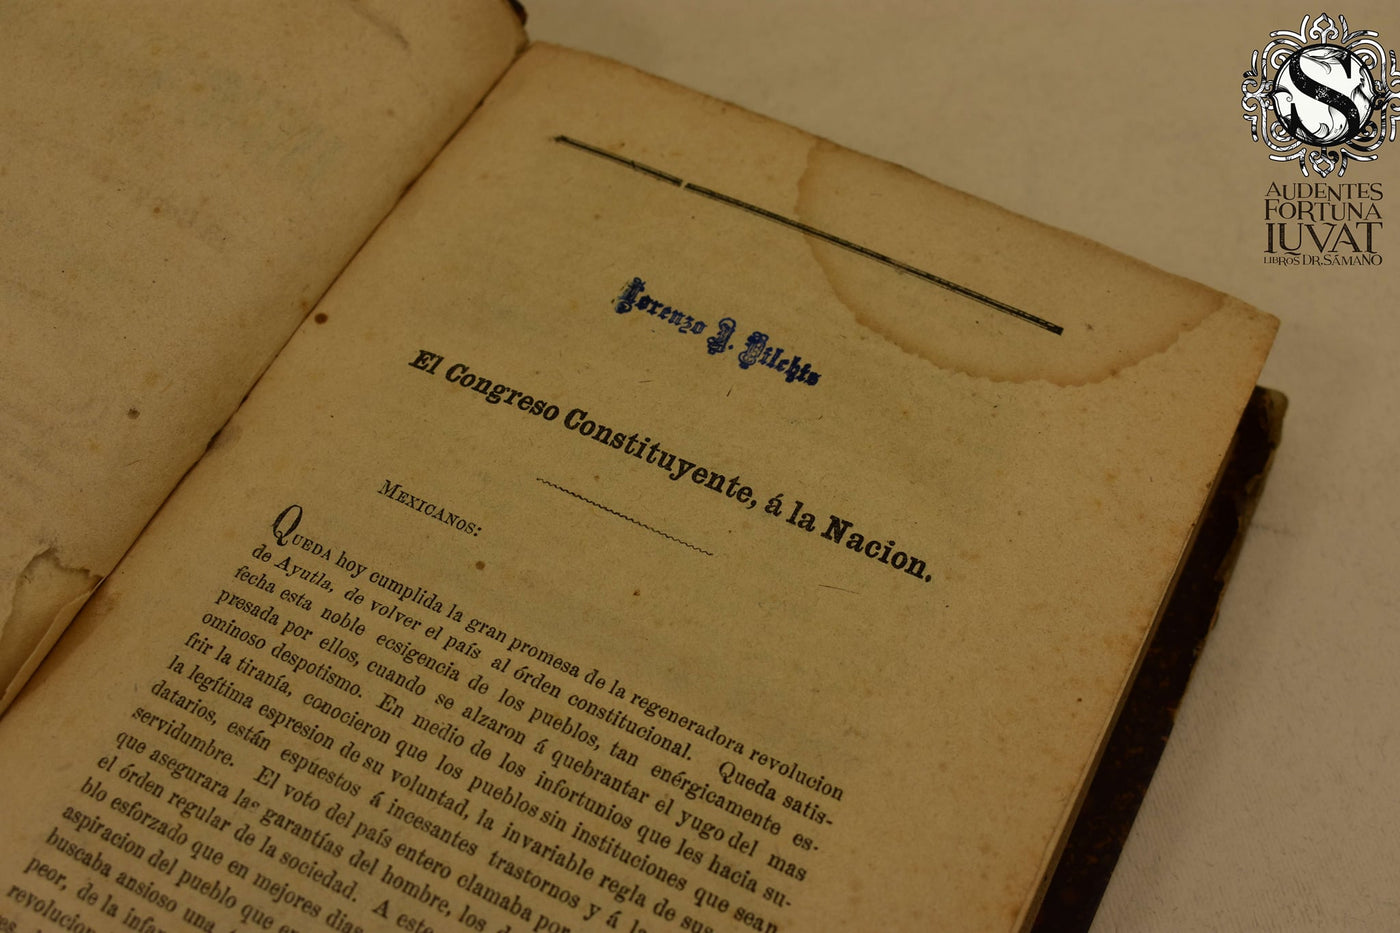 S
AUDENTES
FORTUNA
IUVAT
LIBROS DR. SÁMANO
Lorenzo J. Vilchis
El Congreso Constituyente, á la Nacion.
MEXICANOS:
QUEDA hoy cumplida la gran promesa de la regeneradora revolucion
de Ayutla, de volver el país al órden constitucional. Queda satis-
fecha esta noble ecsigencia de los pueblos, tan enérgicamente es-
presada por ellos, cuando se alzaron á quebrantar el yugo del mas
ominoso despotismo. En medio de los infortunios que les hacia su-
frir la tiranía, conocieron que los pueblos sin instituciones que sean
la legítima espresion de su voluntad, la invariable regla de sus
datarios, están espuestos á incesantes trastornos y á la
servidumbre. El voto del país entero clamaba por
que asegurara las garantías del hombre, los
el órden regular de la sociedad. A este
blo esforzado que en mejores dias
aspiracion del pueblo que
buscaba ansioso una
peor, de la
revolucion